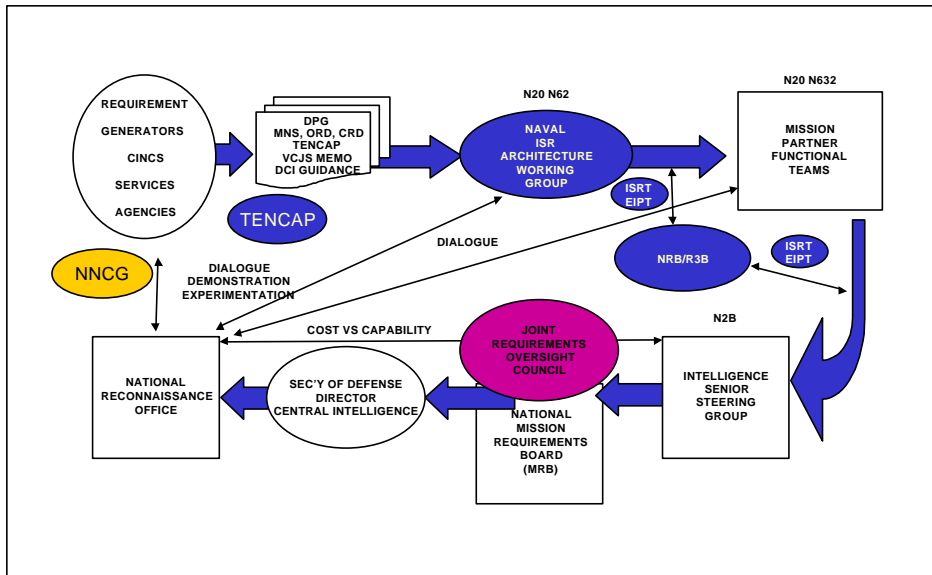 REQUIREMENT
GENERATORS
CINCS
SERVICES
AGENCIES
DPG
MNS, ORD, CRD
TENCAP
VCJS MEMO
DCI GUIDANCE
TENCAP
NNCG
N20 N62
NAVAL
ISR
ARCHITECTURE
WORKING
GROUP
ISRT
EIPT
N20 N632
MISSION
PARTNER
FUNCTIONAL
TEAMS
NRB/R3B
ISRT
EIPT
DIALOGUE
DIALOGUE
DEMONSTRATION
EXPERIMENTATION
COST VS CAPABILITY
NATIONAL
RECONNAISSANCE
OFFICE
SEC'Y OF DEFENSE
DIRECTOR
CENTRAL INTELLIGENCE
JOINT
REQUIREMENTS
OVERSIGHT
COUNCIL
NATIONAL
MISSION
REQUIREMENTS
BOARD
(MRB)
N2B
INTELLIGENCE
SENIOR
STEERING
GROUP